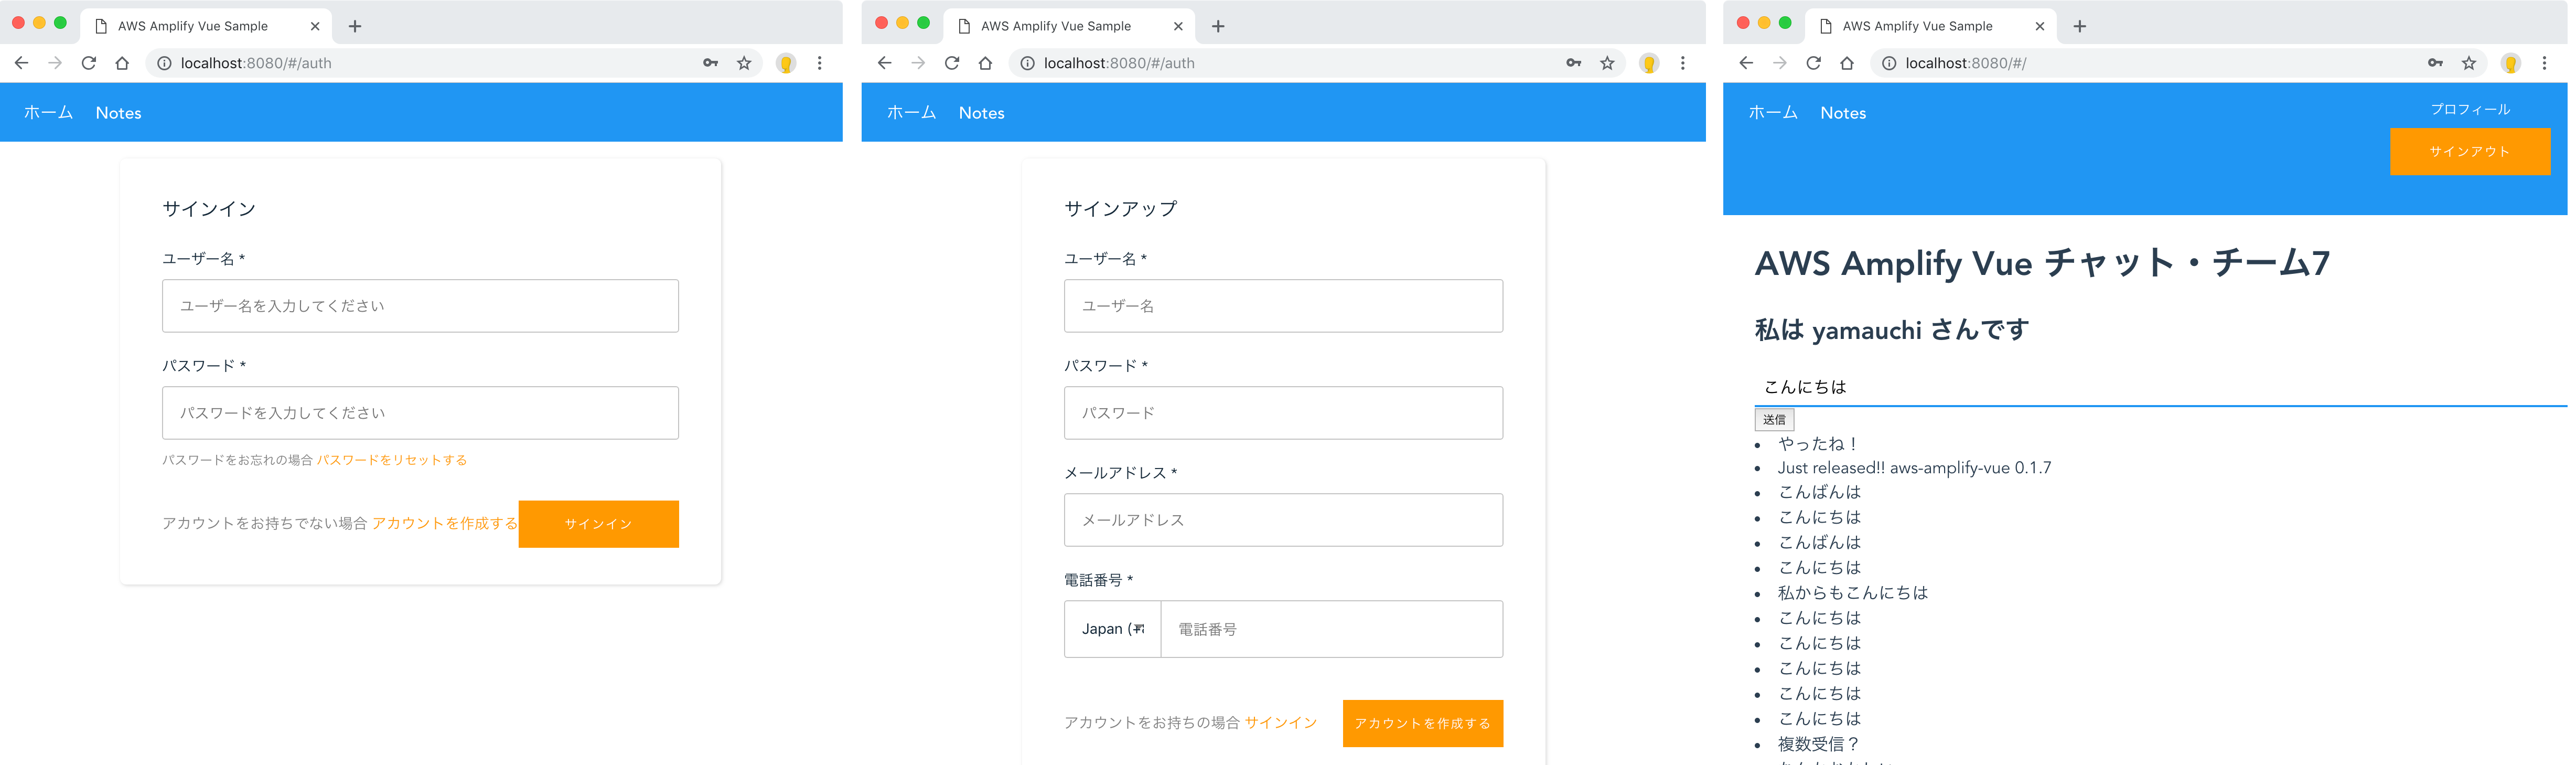 AWS Amplify Vue Sample
localhost:8080/#/auth
ホーム Notes
サインイン
ユーザー名 *
ユーザー名を入力してください
パスワード *
パスワードを入力してください
パスワードをお忘れの場合 パスワードをリセットする
アカウントをお持ちでない場合 アカウントを作成する サインイン
AWS Amplify Vue Sample
localhost:8080/#/auth
ホーム Notes
サインアップ
ユーザー名 *
ユーザー名
パスワード *
パスワード
メールアドレス *
メールアドレス
電話番号 *
Japan (+ 電話番号
アカウントをお持ちの場合 サインイン アカウントを作成する
AWS Amplify Vue Sample
localhost:8080/#/
ホーム Notes プロフィール
サインアウト
AWS Amplify Vue チャット・チーム7
私は yamauchi さんです
こんにちは
送信
やったね！
Just released!! aws-amplify-vue 0.1.7
こんばんは
こんにちは
こんばんは
こんにちは
私からもこんにちは
こんにちは
こんにちは
こんにちは
こんにちは
こんにちは
複数受信？